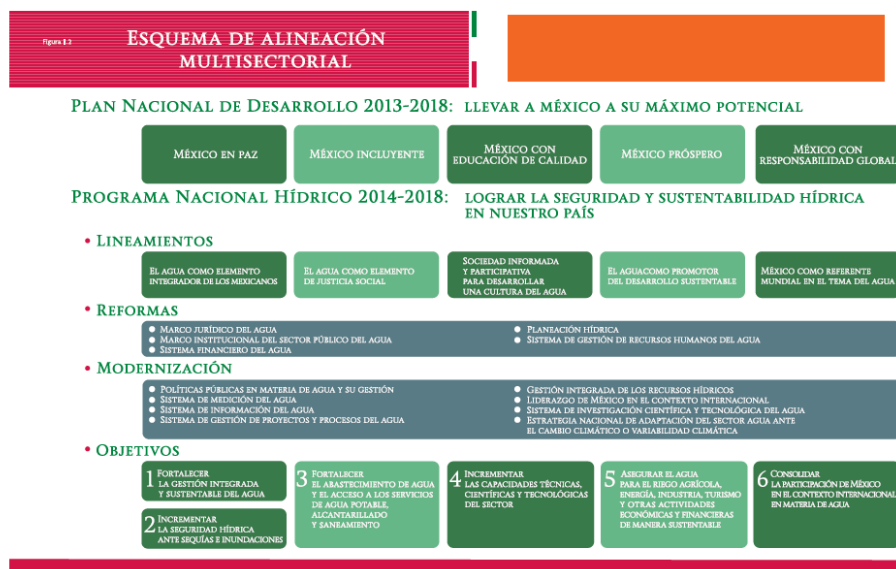 Figura 1.2
ESQUEMA DE ALINEACIÓN
MULTISECTORIAL
PLAN NACIONAL DE DESARROLLO 2013-2018: LLEVAR A MÉXICO A SU MÁXIMO POTENCIAL
MÉXICO EN PAZ
MÉXICO INCLUYENTE
MÉXICO CON
EDUCACIÓN DE CALIDAD
MÉXICO PRÓSPERO
MÉXICO CON
RESPONSABILIDAD GLOBAL
PROGRAMA NACIONAL HÍDRICO 2014-2018: LOGRAR LA SEGURIDAD Y SUSTENTABILIDAD HÍDRICA
EN NUESTRO PAÍS
• LINEAMIENTOS
EL AGUA COMO ELEMENTO
INTEGRADOR DE LOS MEXICANOS
EL AGUA COMO ELEMENTO
DE JUSTICIA SOCIAL
SOCIEDAD INFORMADA
Y PARTICIPATIVA
PARA DESARROLLAR
UNA CULTURA DEL AGUA
EL AGUACOMO PROMOTOR
DEL DESARROLLO SUSTENTABLE
MÉXICO COMO REFERENTE
MUNDIAL EN EL TEMA DEL AGUA
• REFORMAS
● MARCO JURÍDICO DEL AGUA
● MARCO INSTITUCIONAL DEL SECTOR PÚBLICO DEL AGUA
● SISTEMA FINANCIERO DEL AGUA
● PLANEACIÓN HÍDRICA
● SISTEMA DE GESTIÓN DE RECURSOS HUMANOS DEL AGUA
• MODERNIZACIÓN
● POLÍTICAS PÚBLICAS EN MATERIA DE AGUA Y SU GESTIÓN
● SISTEMA DE MEDICIÓN DEL AGUA
● SISTEMA DE INFORMACIÓN DEL AGUA
● SISTEMA DE GESTIÓN DE PROYECTOS Y PROCESOS DEL AGUA
● GESTIÓN INTEGRADA DE LOS RECURSOS HÍDRICOS
● LIDERAZGO DE MÉXICO EN EL CONTEXTO INTERNACIONAL
● SISTEMA DE INVESTIGACIÓN CIENTÍFICA Y TECNOLÓGICA DEL AGUA
● ESTRATEGIA NACIONAL DE ADAPTACIÓN DEL SECTOR AGUA ANTE
EL CAMBIO CLIMÁTICO O VARIABILIDAD CLIMÁTICA
• OBJETIVOS
1 FORTALECER
LA GESTIÓN INTEGRADA
Y SUSTENTABLE DEL AGUA
2 INCREMENTAR
LA SEGURIDAD HÍDRICA
ANTE SEQUÍAS E INUNDACIONES
3 FORTALECER
EL ABASTECIMIENTO DE AGUA
Y EL ACCESO A LOS SERVICIOS
DE AGUA POTABLE,
ALCANTARILLADO
Y SANEAMIENTO
4 INCREMENTAR
LAS CAPACIDADES TÉCNICAS,
CIENTÍFICAS Y TECNOLÓGICAS
DEL SECTOR
5 ASEGURAR EL AGUA
PARA EL RIEGO AGRÍCOLA,
ENERGÍA, INDUSTRIA, TURISMO
Y OTRAS ACTIVIDADES
ECONÓMICAS Y FINANCIERAS
DE MANERA SUSTENTABLE
6 CONSOLIDAR
LA PARTICIPACIÓN DE MÉXICO
EN EL CONTEXTO INTERNACIONAL
EN MATERIA DE AGUA